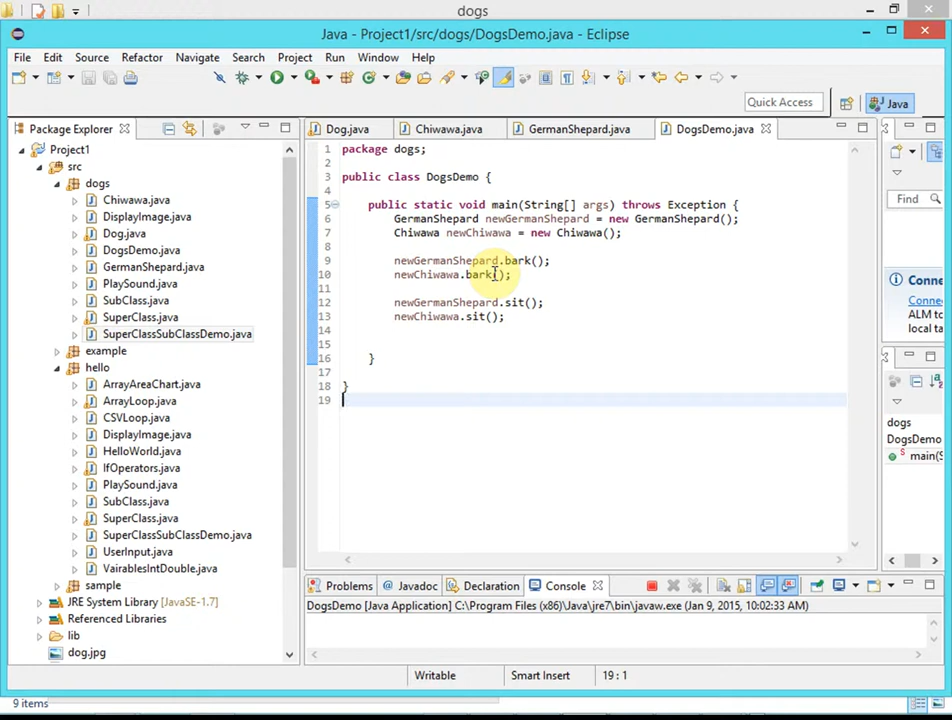 dogs
Java - Project1/src/dogs/DogsDemo.java - Eclipse
File Edit Source Refactor Navigate Search Project Run Window Help
Quick Access
Java
Package Explorer
Project1
src
dogs
Chiwawa.java
DisplayImage.java
Dog.java
DogsDemo.java
GermanShepard.java
PlaySound.java
SubClass.java
SuperClass.java
SuperClassSubClassDemo.java
example
hello
ArrayAreaChart.java
ArrayLoop.java
CSVLoop.java
DisplayImage.java
HelloWorld.java
IfOperators.java
PlaySound.java
SubClass.java
SuperClass.java
SuperClassSubClassDemo.java
UserInput.java
VairablesIntDouble.java
sample
JRE System Library [JavaSE-1.7]
Referenced Libraries
lib
dog.jpg
Dog.java Chiwawa.java GermanShepard.java DogsDemo.java
1 package dogs;
2
3 public class DogsDemo {
4
5 public static void main(String[] args) throws Exception {
6 GermanShepard newGermanShepard = new GermanShepard();
7 Chiwawa newChiwawa = new Chiwawa();
8
9 newGermanShepard.bark();
10 newChiwawa.bark();
11
12 newGermanShepard.sit();
13 newChiwawa.sit();
14
15
16 }
17
18 }
19
Find
Conne
Conne
ALM to
local ta
dogs
DogsDemo
S main(S
Problems @ Javadoc Declaration Console
DogsDemo [Java Application] C:\Program Files (x86)\Java\jre7\bin\javaw.exe (Jan 9, 2015, 10:02:33 AM)
Writable Smart Insert 19 : 1
9 items